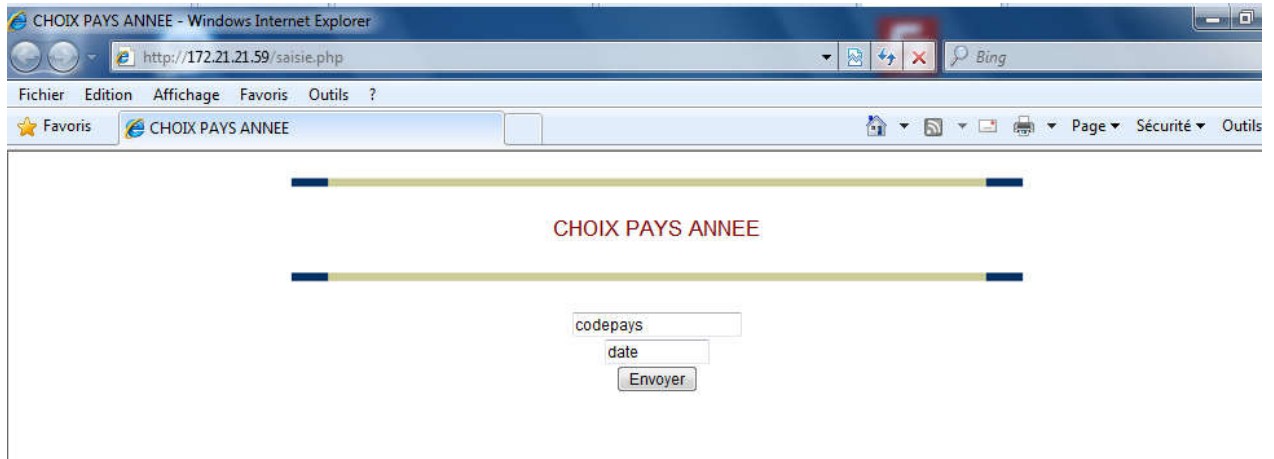 CHOIX PAYS ANNEE - Windows Internet Explorer
http://172.21.21.59/saisie.php Bing
Fichier Edition Affichage Favoris Outils ?
Favoris CHOIX PAYS ANNEE Page Sécurité Outils
CHOIX PAYS ANNEE
codepays
date
Envoyer